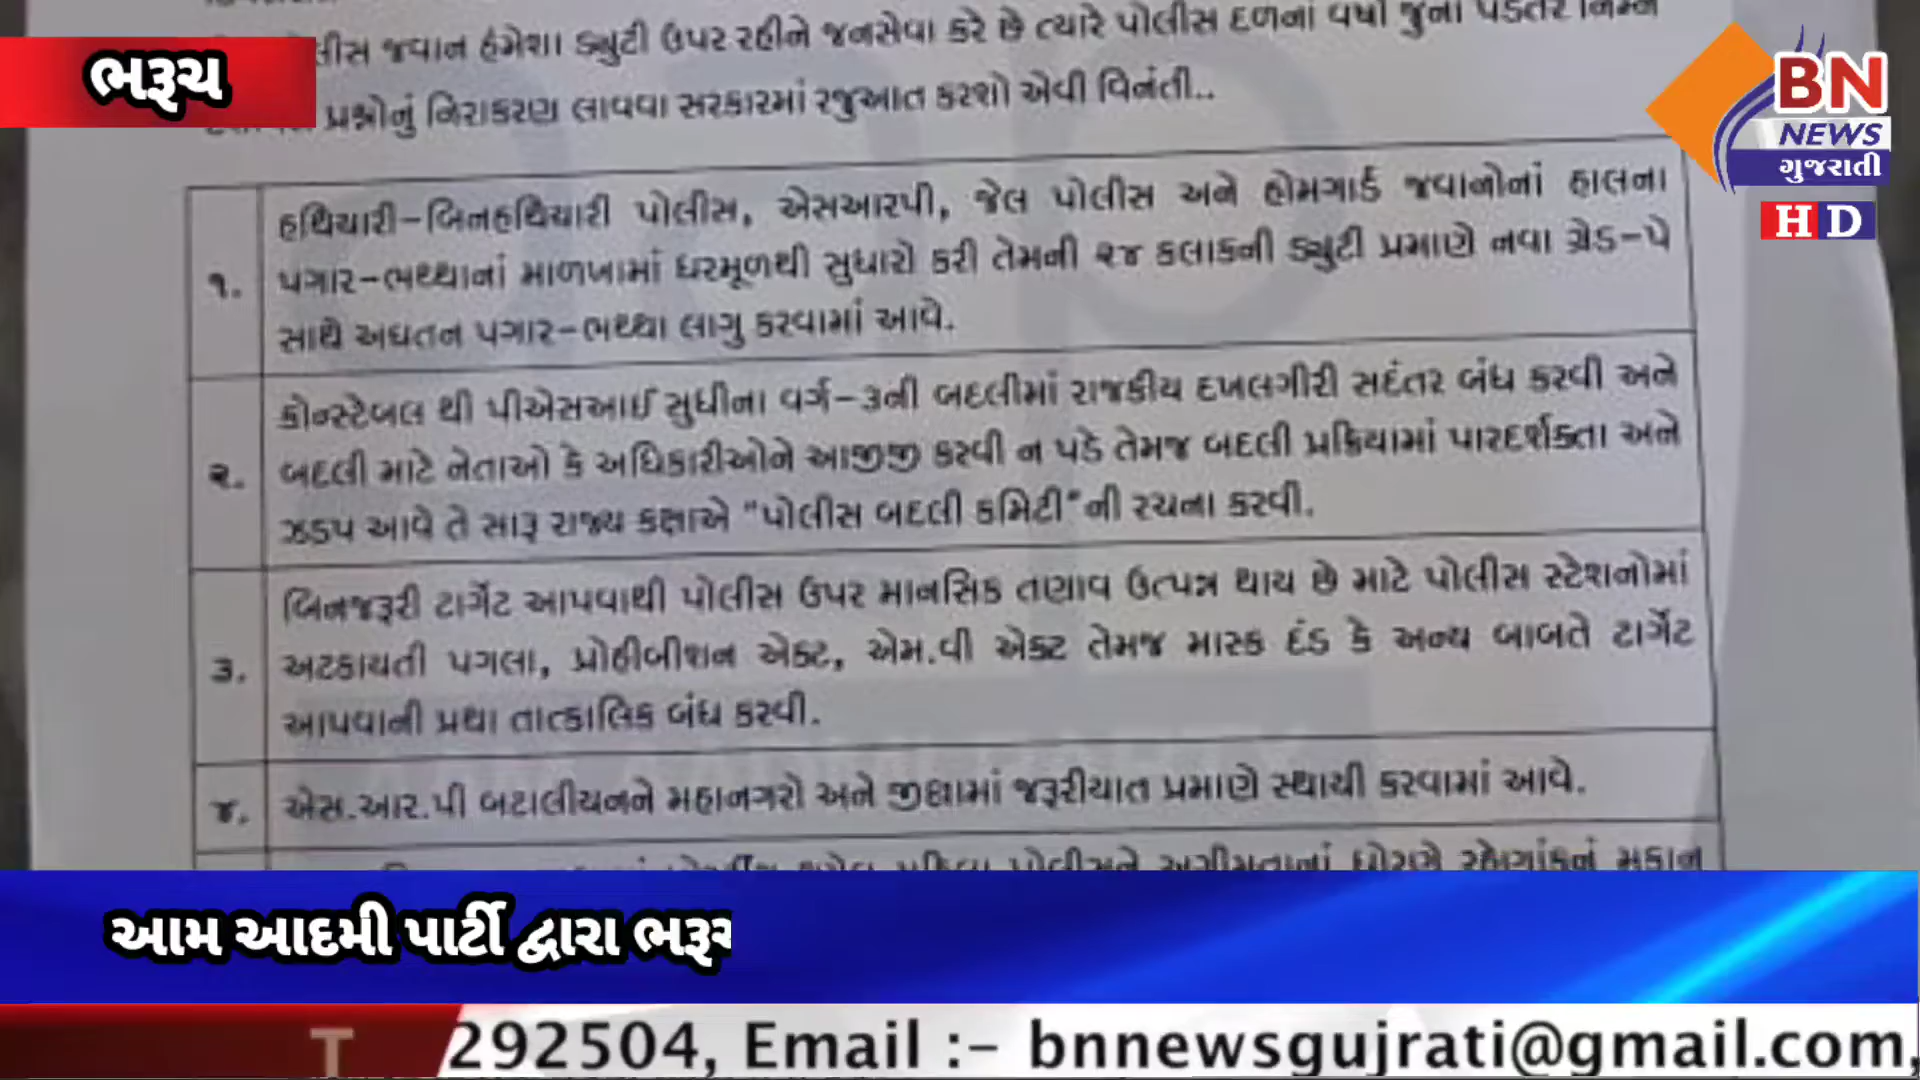 પોલીસ જવાન હંમેશા ડ્યુટી ઉપર રહીને જનસેવા કરે છે ત્યારે પોલીસ દળના વર્ષો જુના પડતર
પ્રશ્નોનું નિરાકરણ લાવવા સરકારમાં રજુઆત કરશો એવી વિનંતી..
ભરૂચ
BN
NEWS
ગુજરાતી
HD
૧. હથિયારી-બિનહથિયારી પોલીસ, એસઆરપી, જેલ પોલીસ અને હોમગાર્ડ જવાનોનાં હાલના
પગાર-ભથ્થાનાં માળખામાં ધરમૂળથી સુધારો કરી તેમની ૨૪ કલાકની ડ્યુટી પ્રમાણે નવા ગ્રેડ-પે
સાથે અદ્યતન પગાર-ભથ્થા લાગુ કરવામાં આવે.
૨. કોન્સ્ટેબલ થી પીએસઆઈ સુધીના વર્ગ-૩ની બદલીમાં રાજકીય દખલગીરી સદંતર બંધ કરવી અને
બદલી માટે નેતાઓ કે અધિકારીઓને આજીજી કરવી ન પડે તેમજ બદલી પ્રક્રિયામાં પારદર્શક્તા અને
ઝડપ આવે તે સારૂ રાજ્ય કક્ષાએ "પોલીસ બદલી કમિટી"ની રચના કરવી.
૩. બિનજરૂરી ટાર્ગેટ આપવાથી પોલીસ ઉપર માનસિક તણાવ ઉત્પન્ન થાય છે માટે પોલીસ સ્ટેશનોમાં
અટકાયતી પગલા, પ્રોહીબીશન એક્ટ, એમ.વી એક્ટ તેમજ માસ્ક દંડ કે અન્ય બાબતે ટાર્ગેટ
આપવાની પ્રથા તાત્કાલિક બંધ કરવી.
૪. એસ.આર.પી બટાલીયનને મહાનગરો અને જીલ્લામાં જરૂરીયાત પ્રમાણે સ્થાયી કરવામાં આવે.
આમ આદમી પાર્ટી દ્વારા ભરૂચ
T 292504, Email :- bnnewsgujrati@gmail.com,